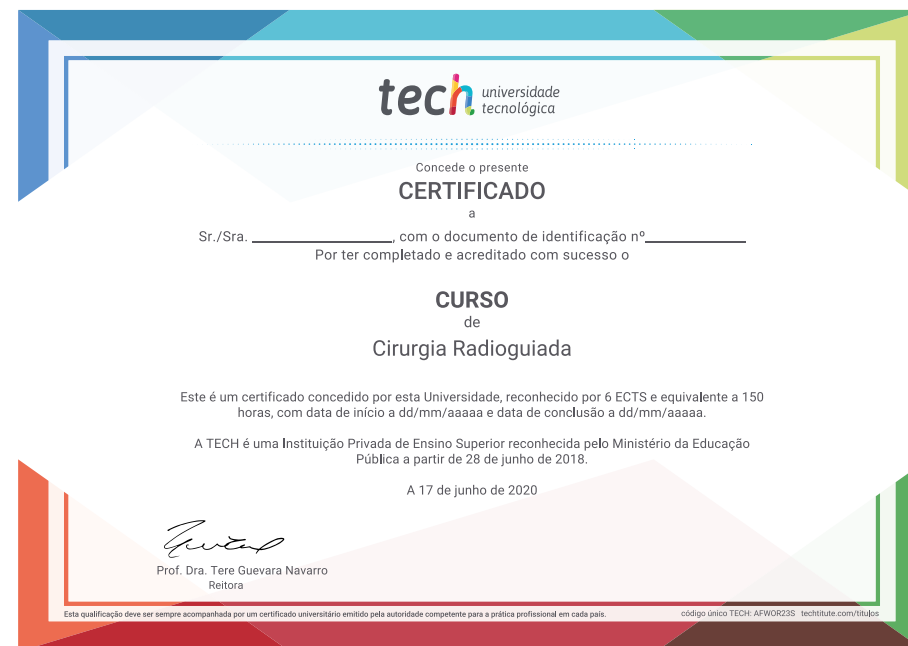 tech universidade
tecnológica
Concede o presente
CERTIFICADO
a
Sr./Sra. ____________________, com o documento de identificação nº______________
Por ter completado e acreditado com sucesso o
CURSO
de
Cirurgia Radioguiada
Este é um certificado concedido por esta Universidade, reconhecido por 6 ECTS e equivalente a 150
horas, com data de início a dd/mm/aaaaa e data de conclusão a dd/mm/aaaaa.
A TECH é uma Instituição Privada de Ensino Superior reconhecida pelo Ministério da Educação
Pública a partir de 28 de junho de 2018.
A 17 de junho de 2020
Prof. Dra. Tere Guevara Navarro
Reitora
Esta qualificação deve ser sempre acompanhada por um certificado universitário emitido pela autoridade competente para a prática profissional em cada país.
código único TECH: AFWOR23S techtitute.com/titulos